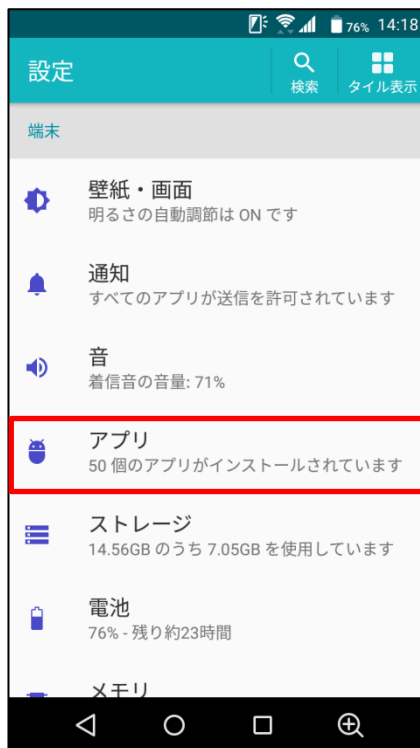 76% 14:18
設定
検索
タイル表示
端末
壁紙・画面
明るさの自動調節は ON です
通知
すべてのアプリが送信を許可されています
音
着信音の音量: 71%
アプリ
50 個のアプリがインストールされています
ストレージ
14.56GB のうち 7.05GB を使用しています
電池
76% - 残り約23時間
メモリ